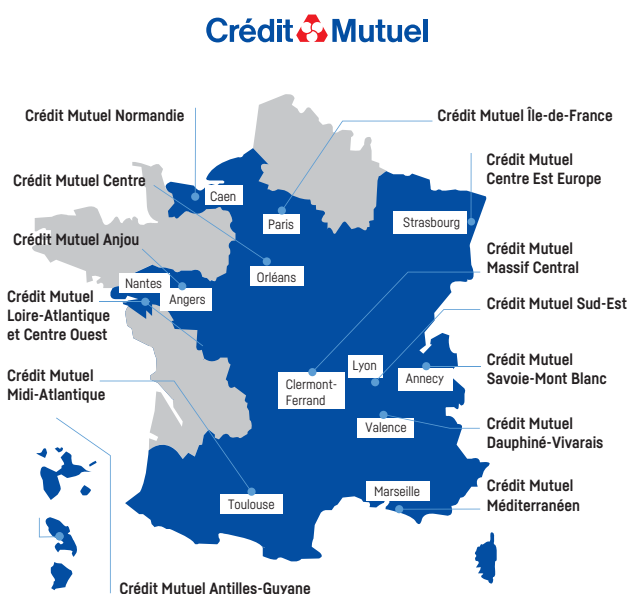 Crédit Mutuel
Crédit Mutuel Normandie
Crédit Mutuel Île-de-France
Crédit Mutuel
Centre Est Europe
Crédit Mutuel Centre
Caen
Paris
Strasbourg
Crédit Mutuel Anjou
Crédit Mutuel
Massif Central
Orléans
Nantes
Angers
Crédit Mutuel
Loire-Atlantique
et Centre Ouest
Crédit Mutuel Sud-Est
Lyon
Crédit Mutuel
Savoie-Mont Blanc
Annecy
Clermont-
Ferrand
Crédit Mutuel
Midi-Atlantique
Valence
Crédit Mutuel
Dauphiné-Vivarais
Toulouse
Marseille
Crédit Mutuel
Méditerranéen
Crédit Mutuel Antilles-Guyane